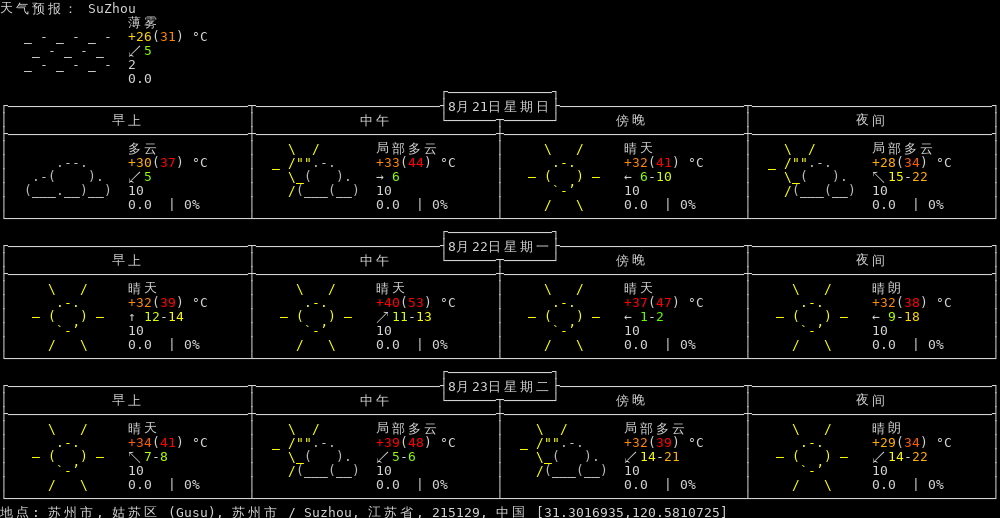 天气预报: SuZhou
薄雾
+26(31) °C
↙ 5
2
0.0
8月21日星期日
早上 中午 傍晚 夜间
多云 局部多云 晴天 局部多云
+30(37) °C +33(44) °C +32(41) °C +28(34) °C
↙ 5 → 6 ← 6-10 ↖ 15-22
10 10 10 10
0.0 | 0% 0.0 | 0% 0.0 | 0% 0.0 | 0%
8月22日星期一
早上 中午 傍晚 夜间
晴天 晴天 晴天 晴朗
+32(39) °C +40(53) °C +37(47) °C +32(38) °C
↑ 12-14 ↗ 11-13 ← 1-2 ← 9-18
10 10 10 10
0.0 | 0% 0.0 | 0% 0.0 | 0% 0.0 | 0%
8月23日星期二
早上 中午 傍晚 夜间
晴天 局部多云 局部多云 晴朗
+34(41) °C +39(48) °C +32(39) °C +29(34) °C
↖ 7-8 ↙ 5-6 ↙ 14-21 ↙ 14-22
10 10 10 10
0.0 | 0% 0.0 | 0% 0.0 | 0% 0.0 | 0%
地点: 苏州市, 姑苏区 (Gusu), 苏州市 / Suzhou, 江苏省, 215129, 中国 [31.3016935,120.5810725]